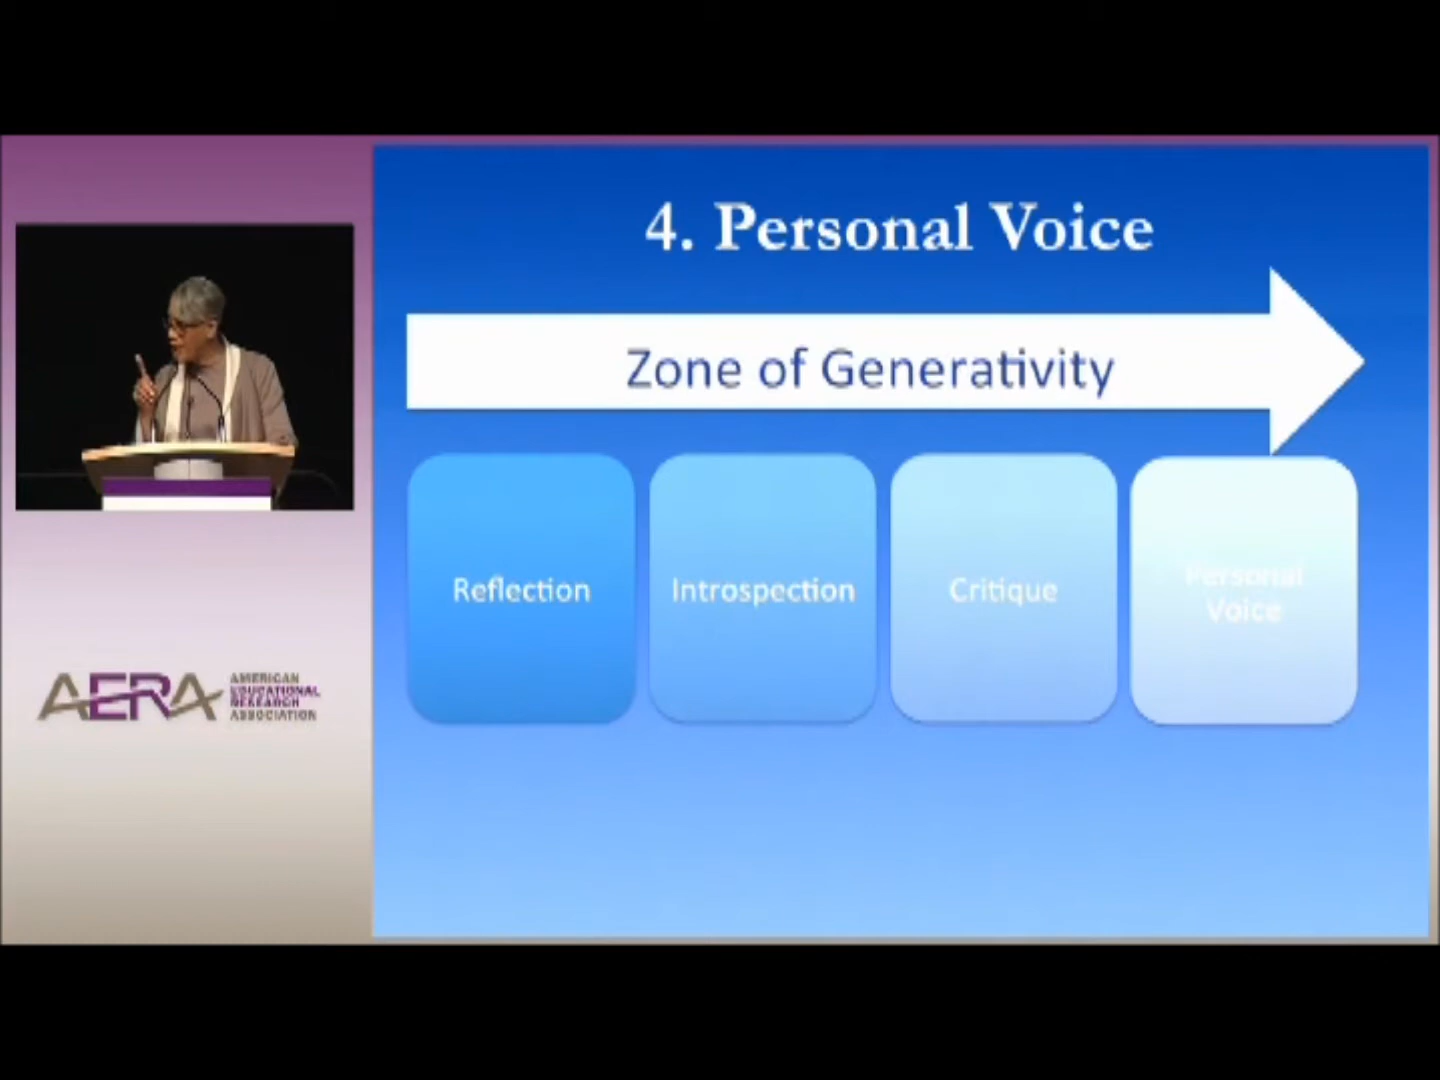 4. Personal Voice
Zone of Generativity
Reflection
Introspection
Critique
Personal
Voice
AERA
AMERICAN
EDUCATIONAL
RESEARCH
ASSOCIATION